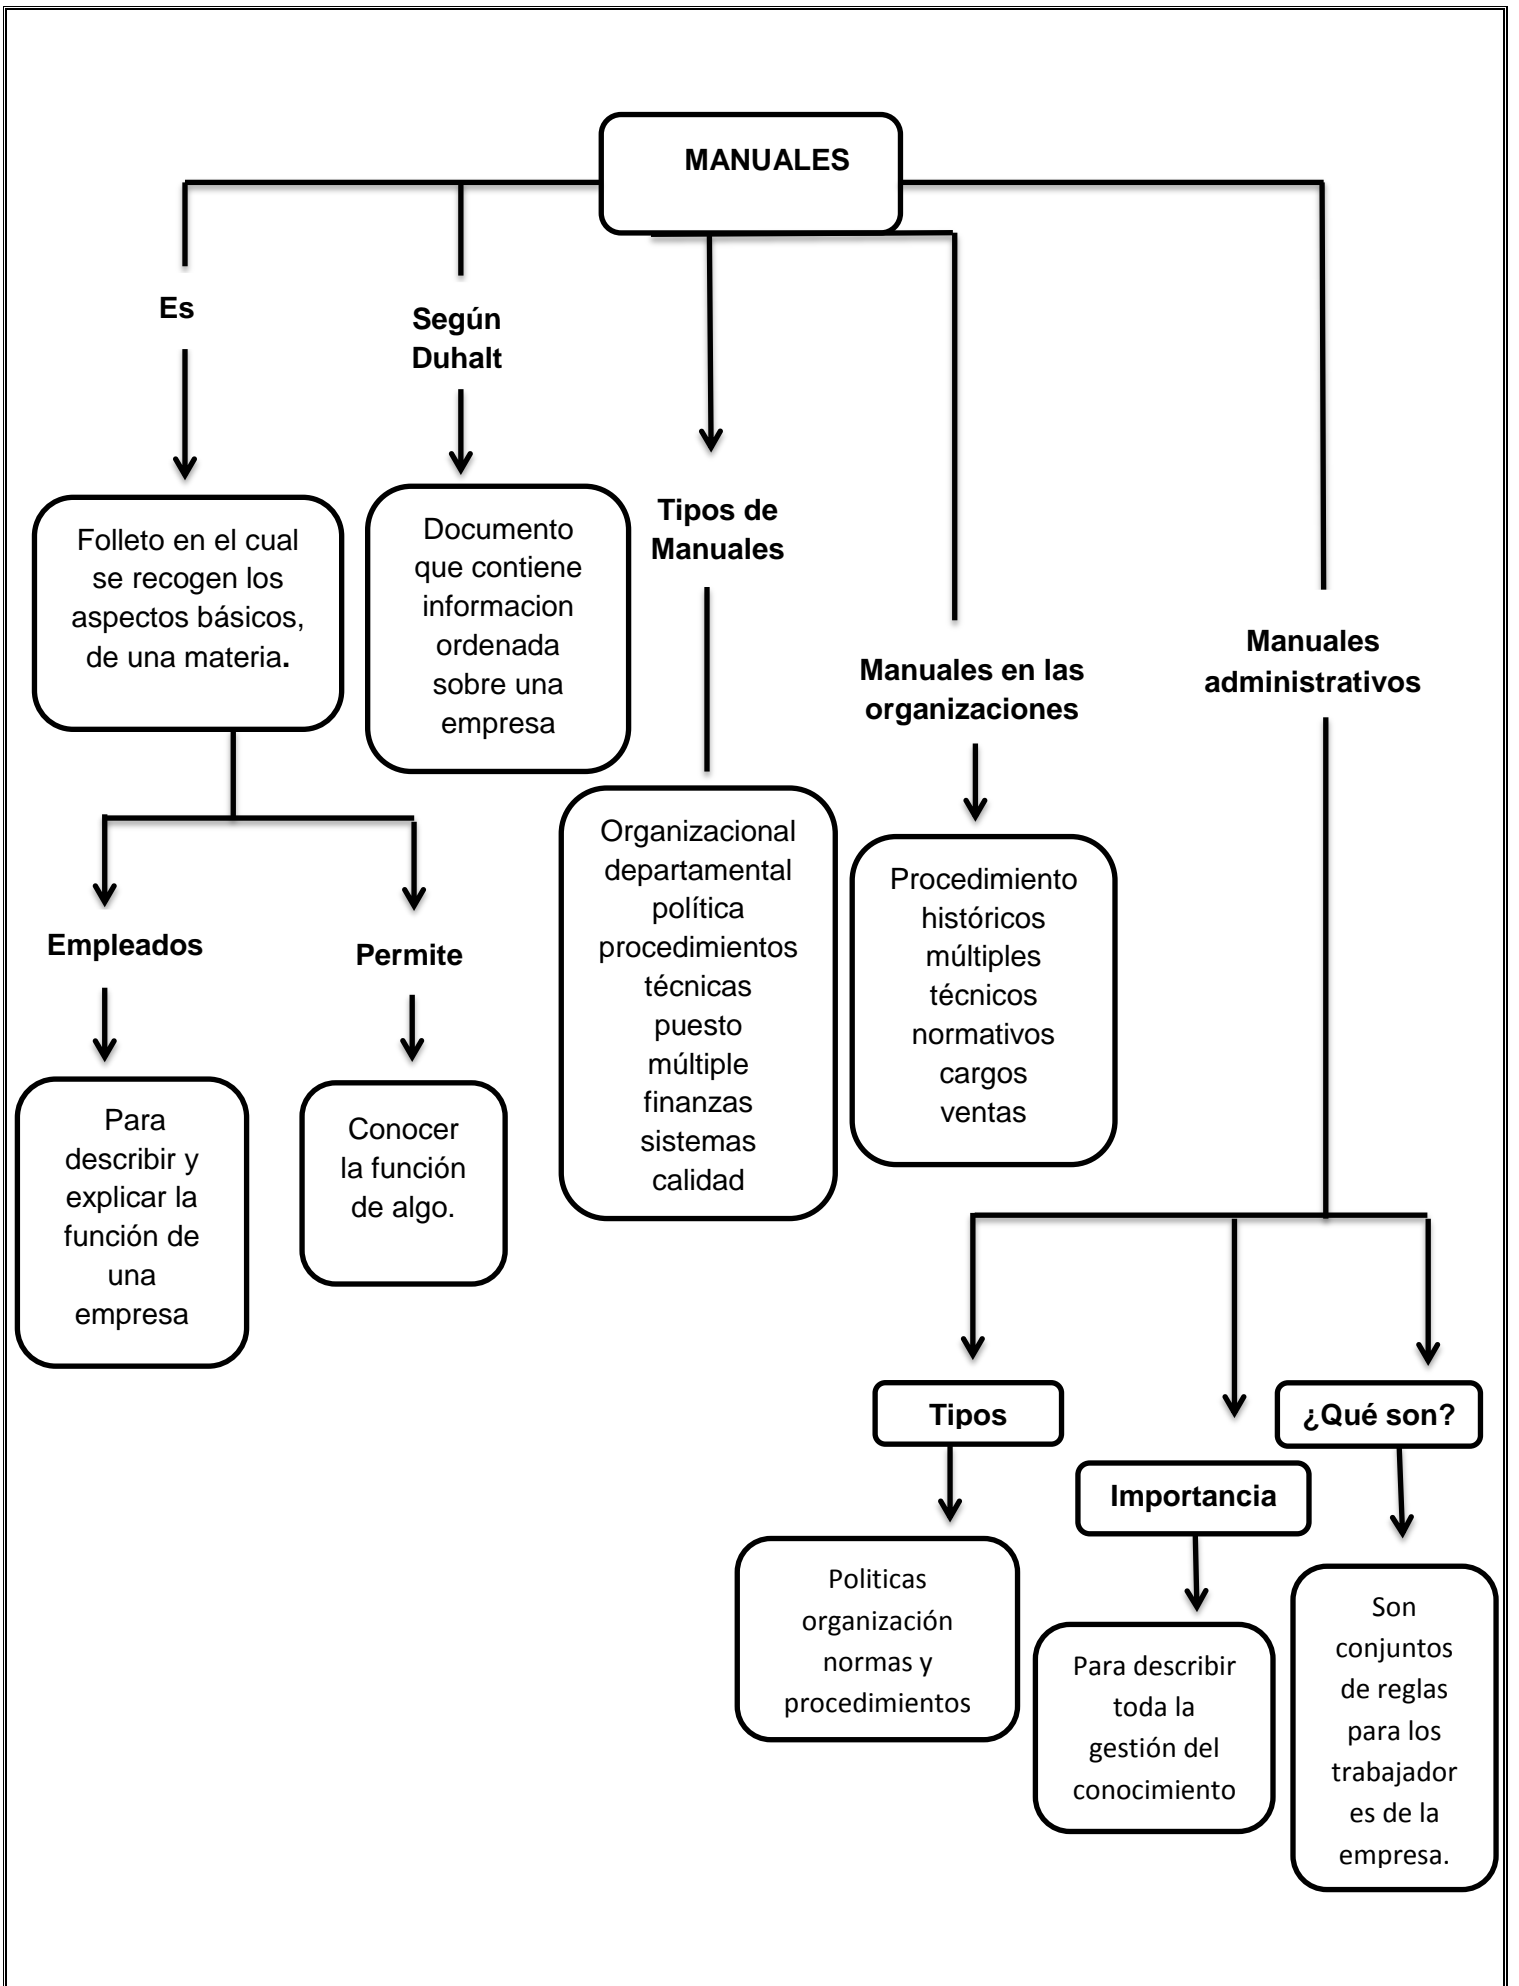 MANUALES
Es
Según
Duhalt
Folleto en el cual
se recogen los
aspectos básicos,
de una materia.
Documento
que contiene
informacion
ordenada
sobre una
empresa
Tipos de
Manuales
Manuales en las
organizaciones
Manuales
administrativos
Empleados
Permite
Para
describir y
explicar la
función de
una
empresa
Conocer
la función
de algo.
Organizacional
departamental
política
procedimientos
técnicas
puesto
múltiple
finanzas
sistemas
calidad
Procedimiento
históricos
múltiples
técnicos
normativos
cargos
ventas
Tipos
Importancia
¿Qué son?
Politicas
organización
normas y
procedimientos
Para describir
toda la
gestión del
conocimiento
Son
conjuntos
de reglas
para los
trabajador
es de la
empresa.